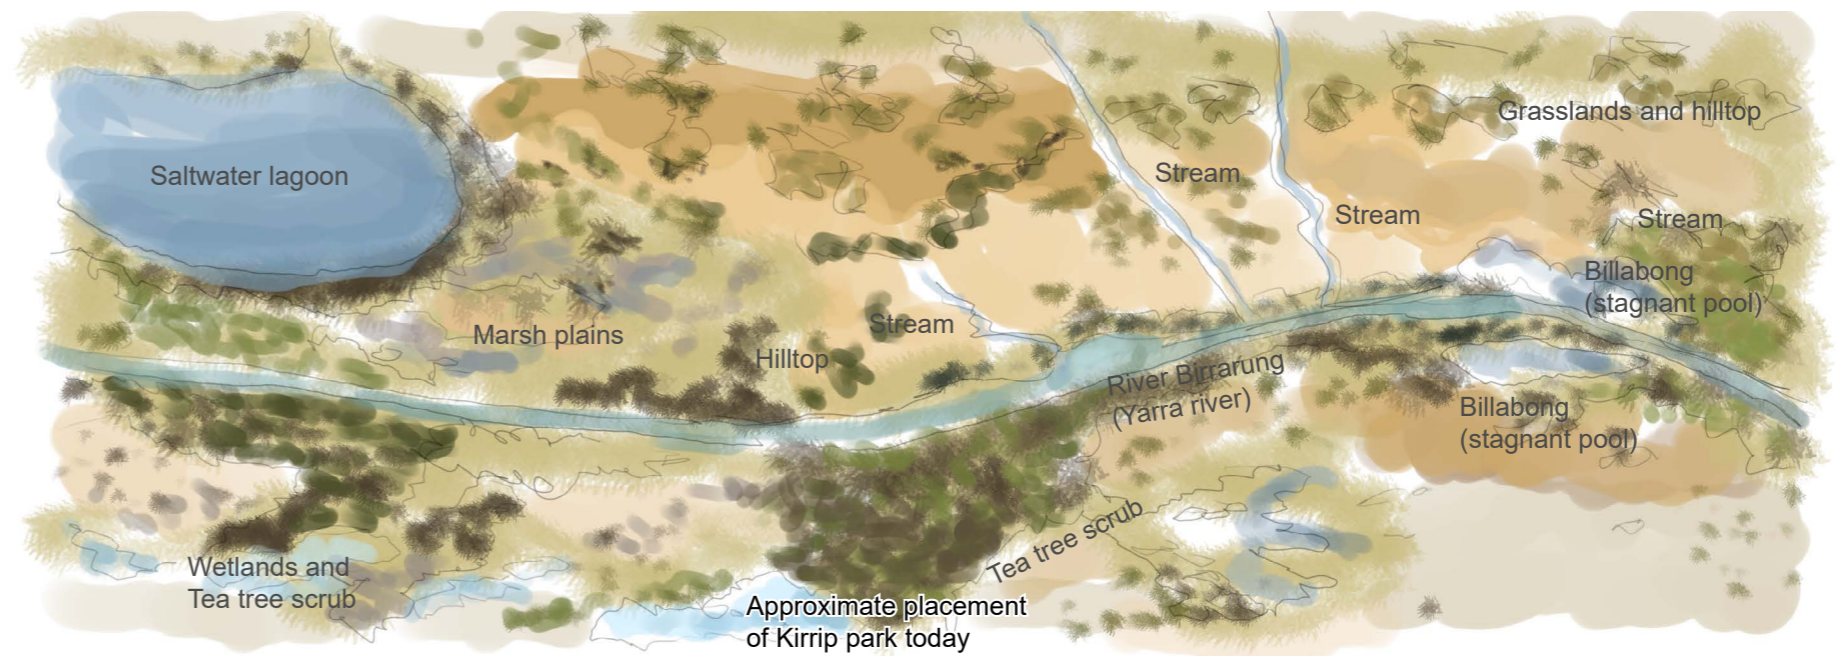 Grasslands and hilltop
Saltwater lagoon
Stream
Stream
Stream
Billabong
(stagnant pool)
Stream
Marsh plains
Hilltop
River Birrarung
(Yarra river)
Billabong
(stagnant pool)
Tea tree scrub
Wetlands and
Tea tree scrub
Approximate placement
of Kirrip park today